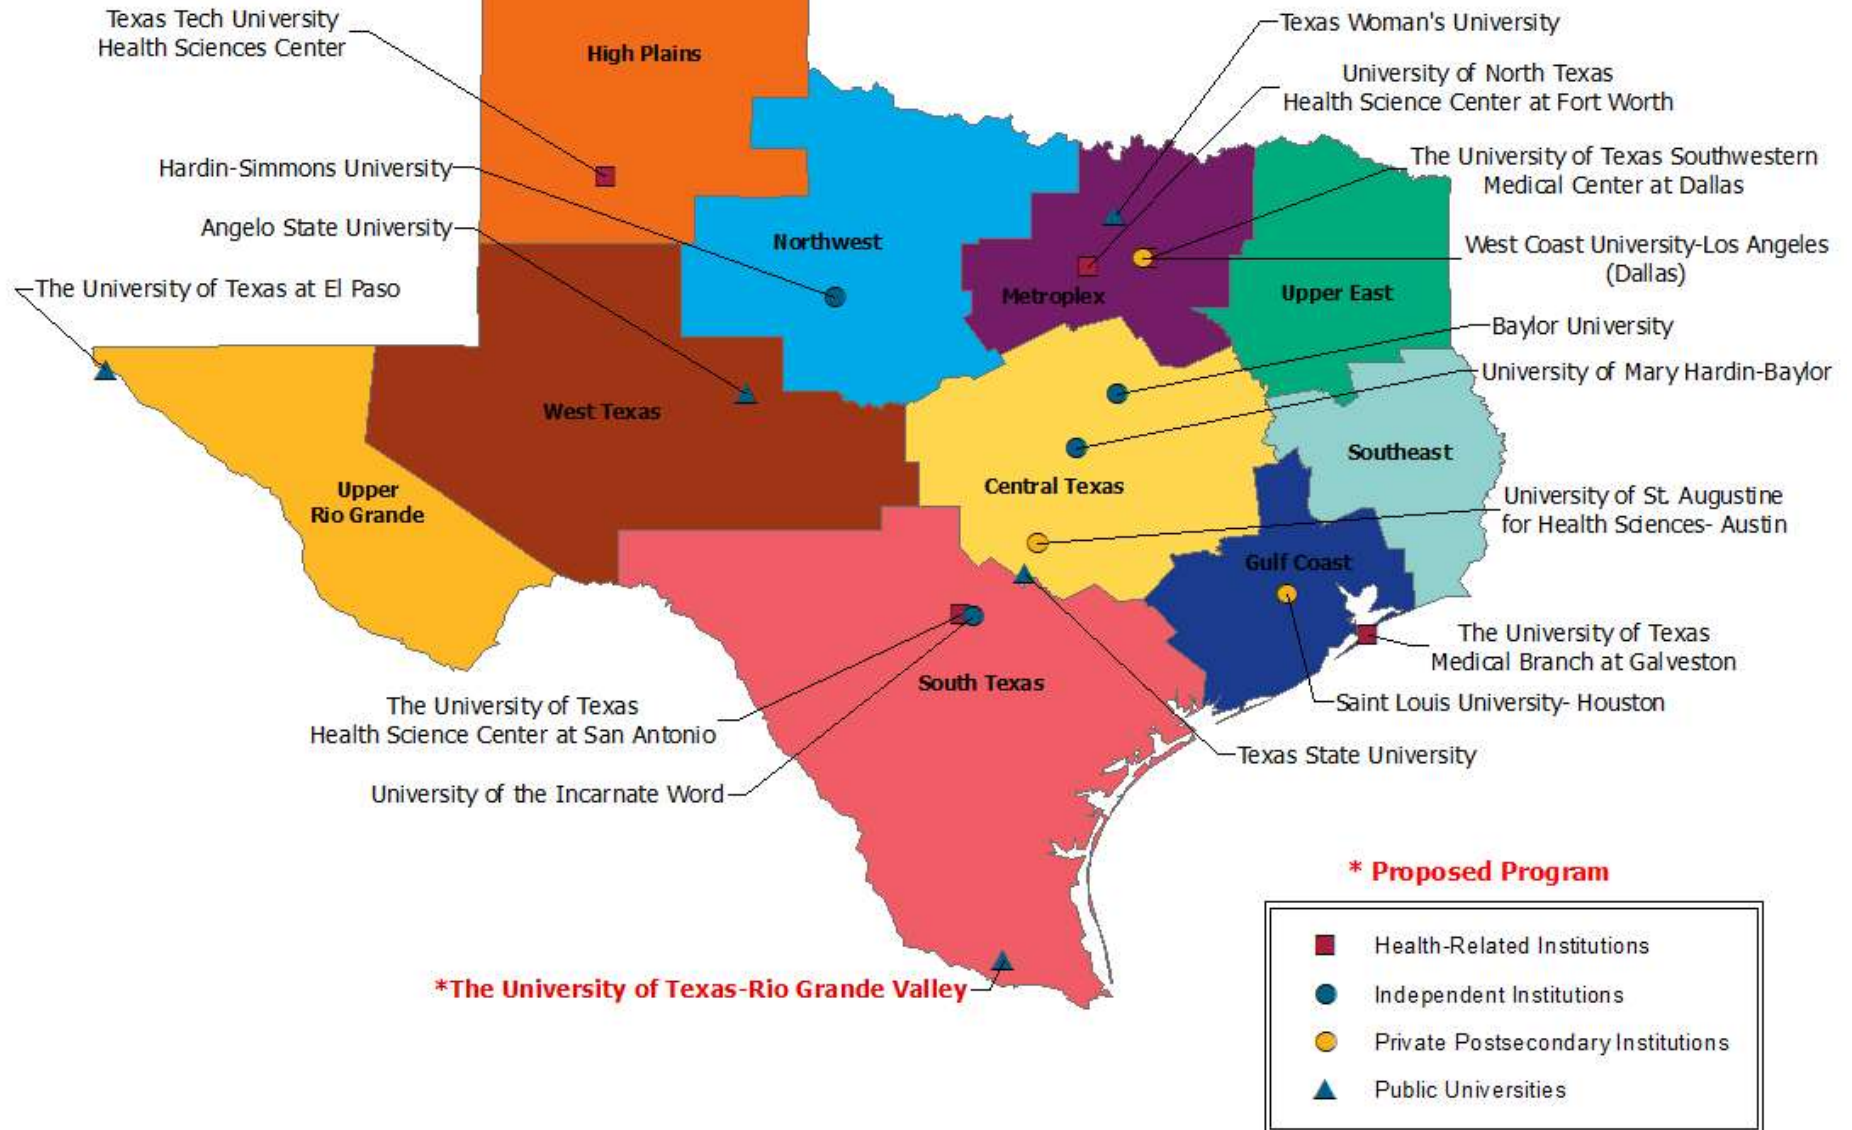 Texas Tech University
Health Sciences Center
High Plains
Texas Woman's University
University of North Texas
Health Science Center at Fort Worth
Hardin-Simmons University
The University of Texas Southwestern
Medical Center at Dallas
Angelo State University
Northwest
West Coast University-Los Angeles
(Dallas)
The University of Texas at El Paso
Metroplex
Upper East
Baylor University
University of Mary Hardin-Baylor
West Texas
Southeast
Upper
Rio Grande
Central Texas
University of St. Augustine
for Health Sciences- Austin
Gulf Coast
The University of Texas
Medical Branch at Galveston
South Texas
Saint Louis University- Houston
The University of Texas
Health Science Center at San Antonio
Texas State University
University of the Incarnate Word
* Proposed Program
Health-Related Institutions
*The University of Texas-Rio Grande Valley
Independent Institutions
Private Postsecondary Institutions
Public Universities